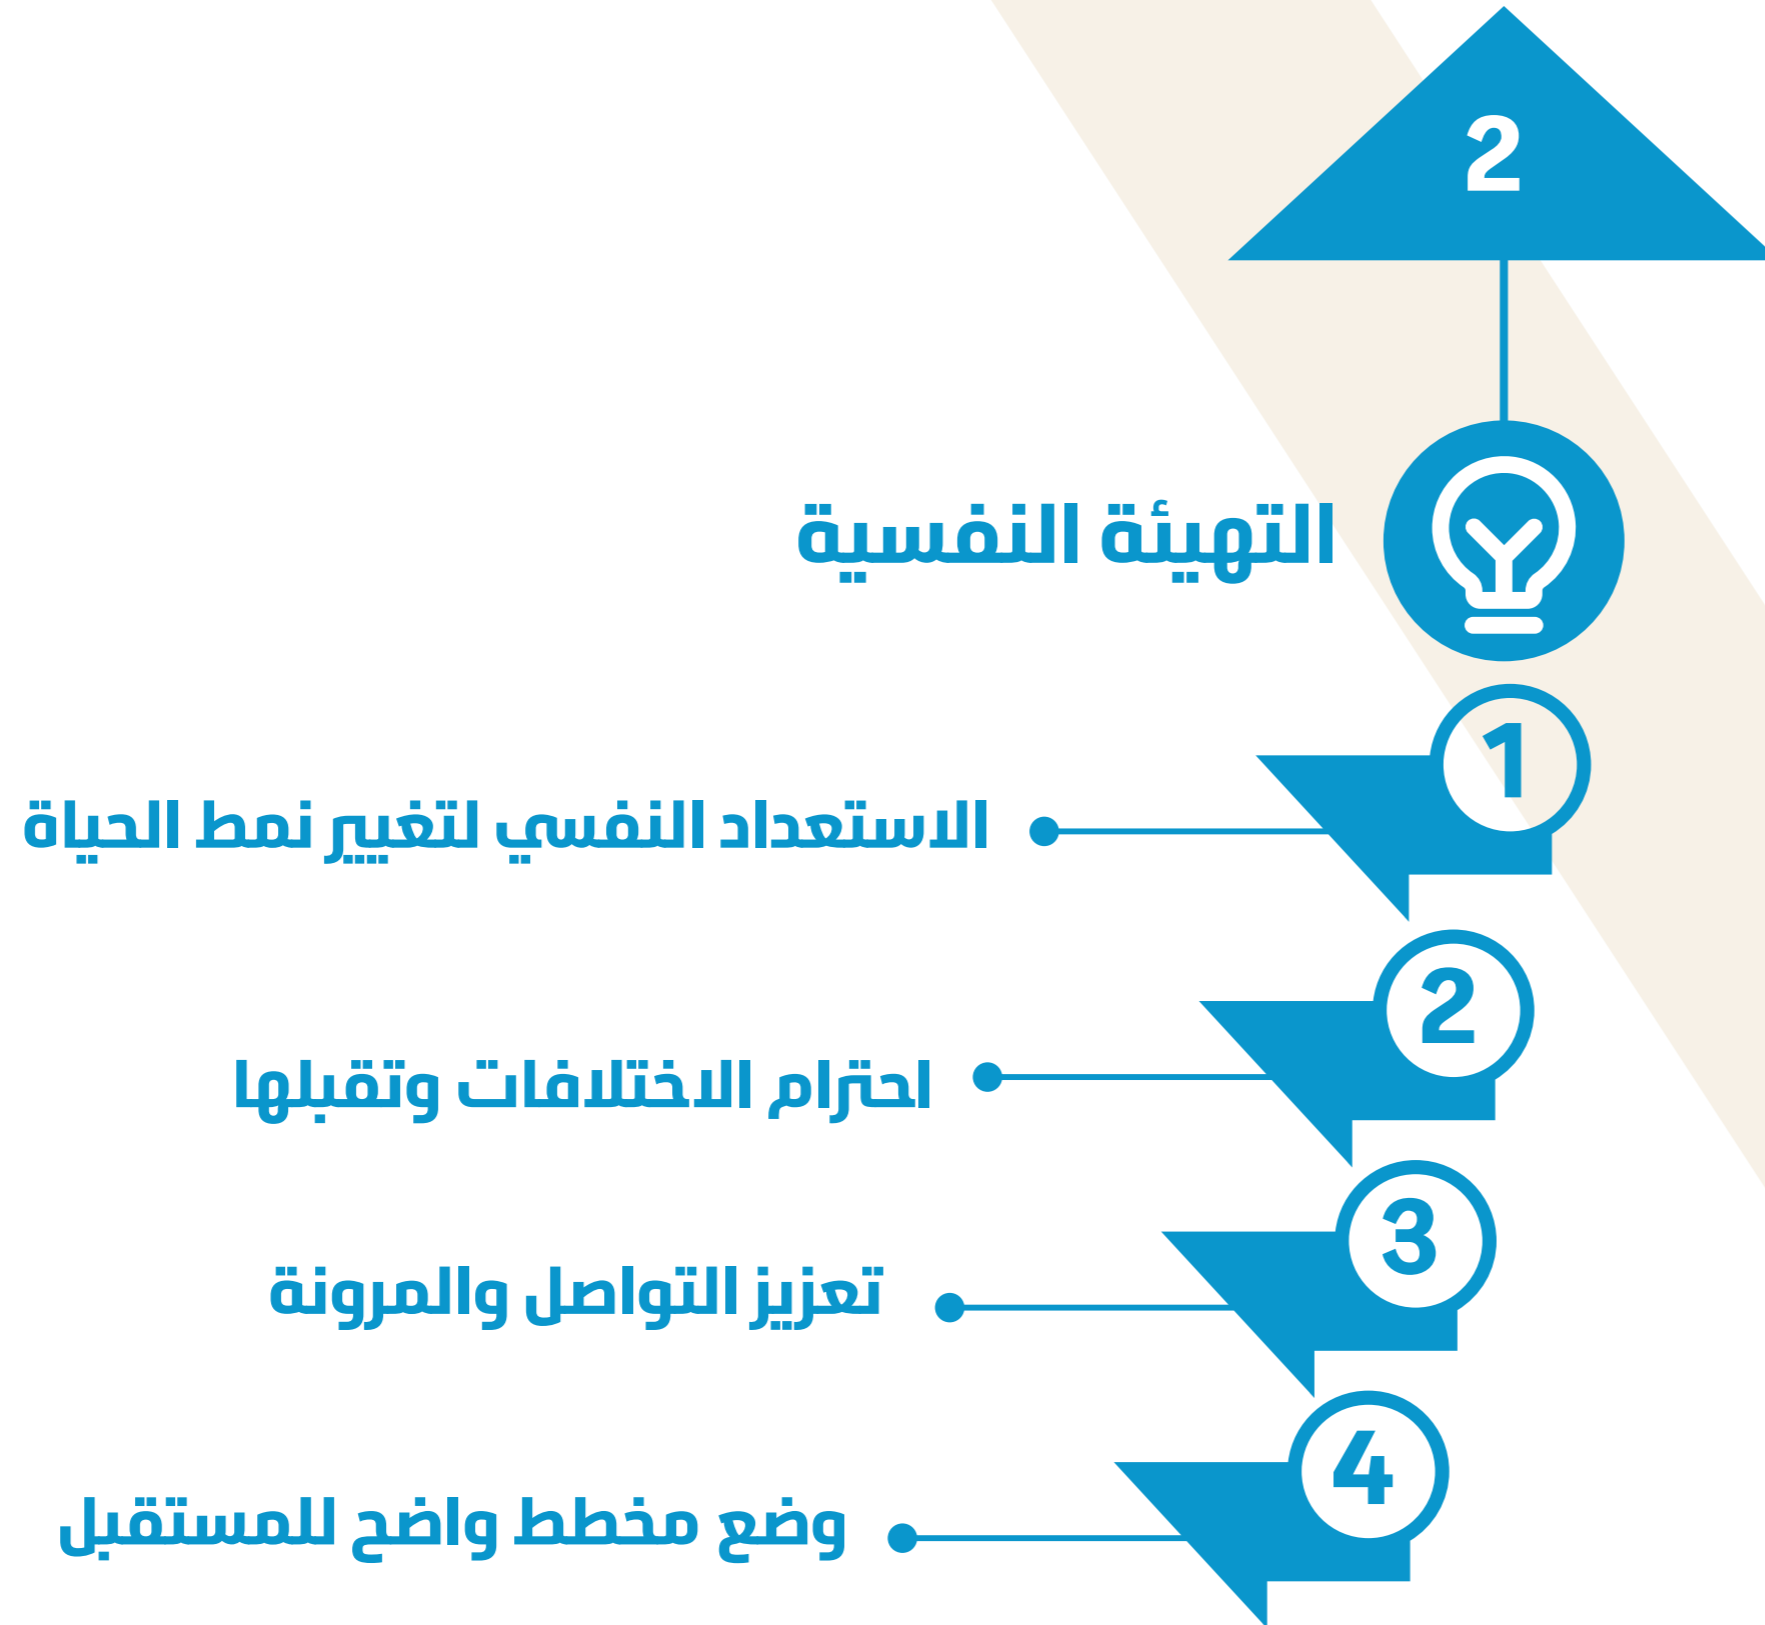 2
التهيئة النفسية
1
الاستعداد النفسي لتغيير نمط الحياة
2
احترام الاختلافات وتقبلها
3
تعزيز التواصل والمرونة
4
وضع مخطط واضح للمستقبل